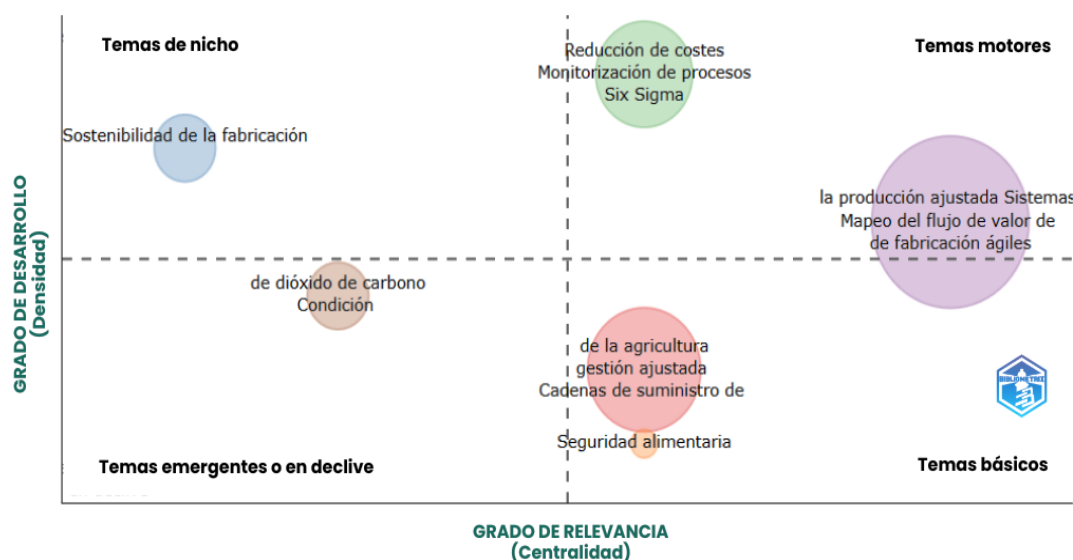 Temas de nicho
Temas motores
Reducción de costes
Monitorización de procesos
Six Sigma
Sostenibilidad de la fabricación
la producción ajustada Sistemas
Mapeo del flujo de valor de
de fabricación ágiles
GRADO DE DESARROLLO
(Densidad)
de dióxido de carbono
Condición
de la agricultura
gestión ajustada
Cadenas de suministro de
Seguridad alimentaria
BIBLIOMETRIX
Temas emergentes o en declive
Temas básicos
GRADO DE RELEVANCIA
(Centralidad)